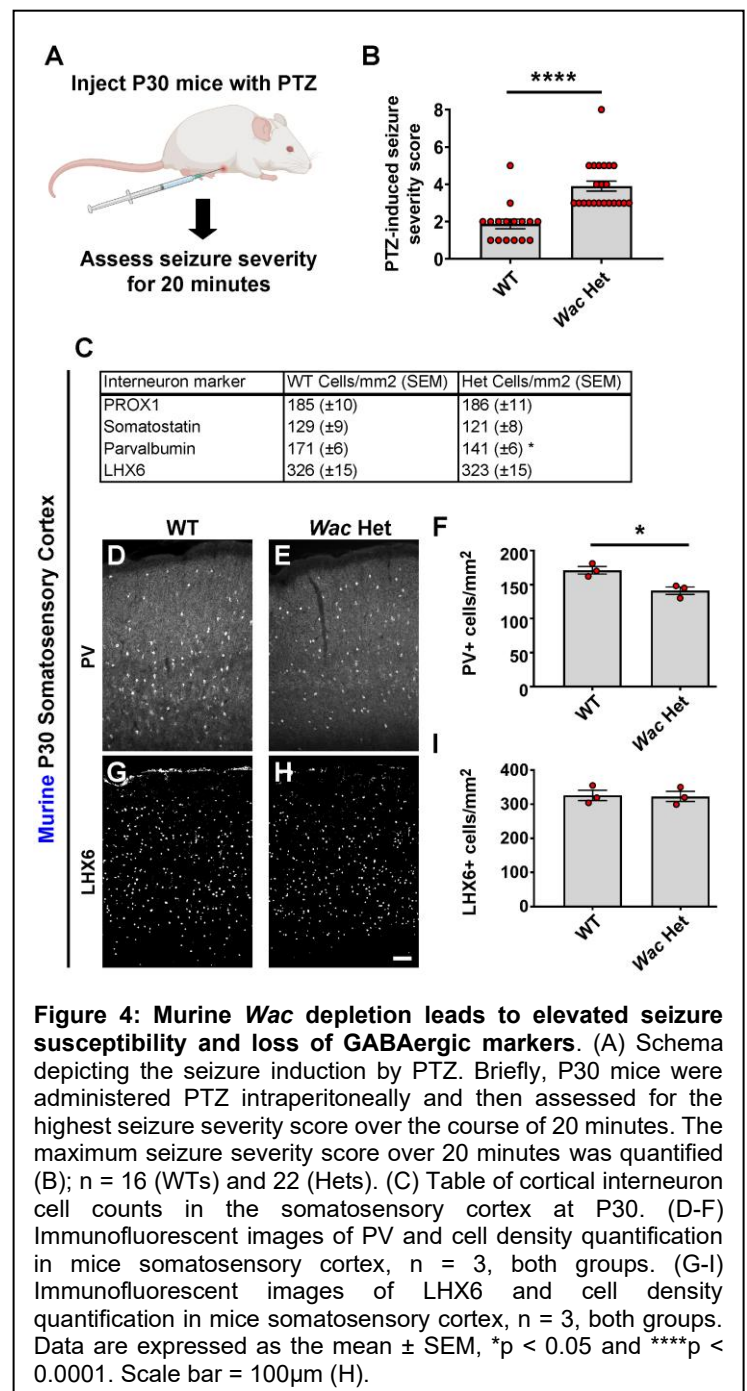 A
Inject P30 mice with PTZ
Assess seizure severity
for 20 minutes
B
****
PTZ-induced seizure
severity score
8
6
4
2
0
WT
Wac Het
C
Murine P30 Somatosensory Cortex
Interneuron marker WT Cells/mm2 (SEM) Het Cells/mm2 (SEM)
PROX1 185 (±10) 186 (±11)
Somatostatin 129 (±9) 121 (±8)
Parvalbumin 171 (±6) 141 (±6) *
LHX6 326 (±15) 323 (±15)
WT
Wac Het
PV
D
E
F
*
PV+ cells/mm²
200
150
100
50
0
WT
Wac Het
LHX6
G
H
I
LHX6+ cells/mm²
400
300
200
100
0
WT
Wac Het
Figure 4: Murine Wac depletion leads to elevated seizure
susceptibility and loss of GABAergic markers. (A) Schema
depicting the seizure induction by PTZ. Briefly, P30 mice were
administered PTZ intraperitoneally and then assessed for the
highest seizure severity score over the course of 20 minutes. The
maximum seizure severity score over 20 minutes was quantified
(B); n = 16 (WTs) and 22 (Hets). (C) Table of cortical interneuron
cell counts in the somatosensory cortex at P30. (D-F)
Immunofluorescent images of PV and cell density quantification
in mice somatosensory cortex, n = 3, both groups. (G-I)
Immunofluorescent images of LHX6 and cell density
quantification in mice somatosensory cortex, n = 3, both groups.
Data are expressed as the mean ± SEM, *p < 0.05 and ****p <
0.0001. Scale bar = 100µm (H).